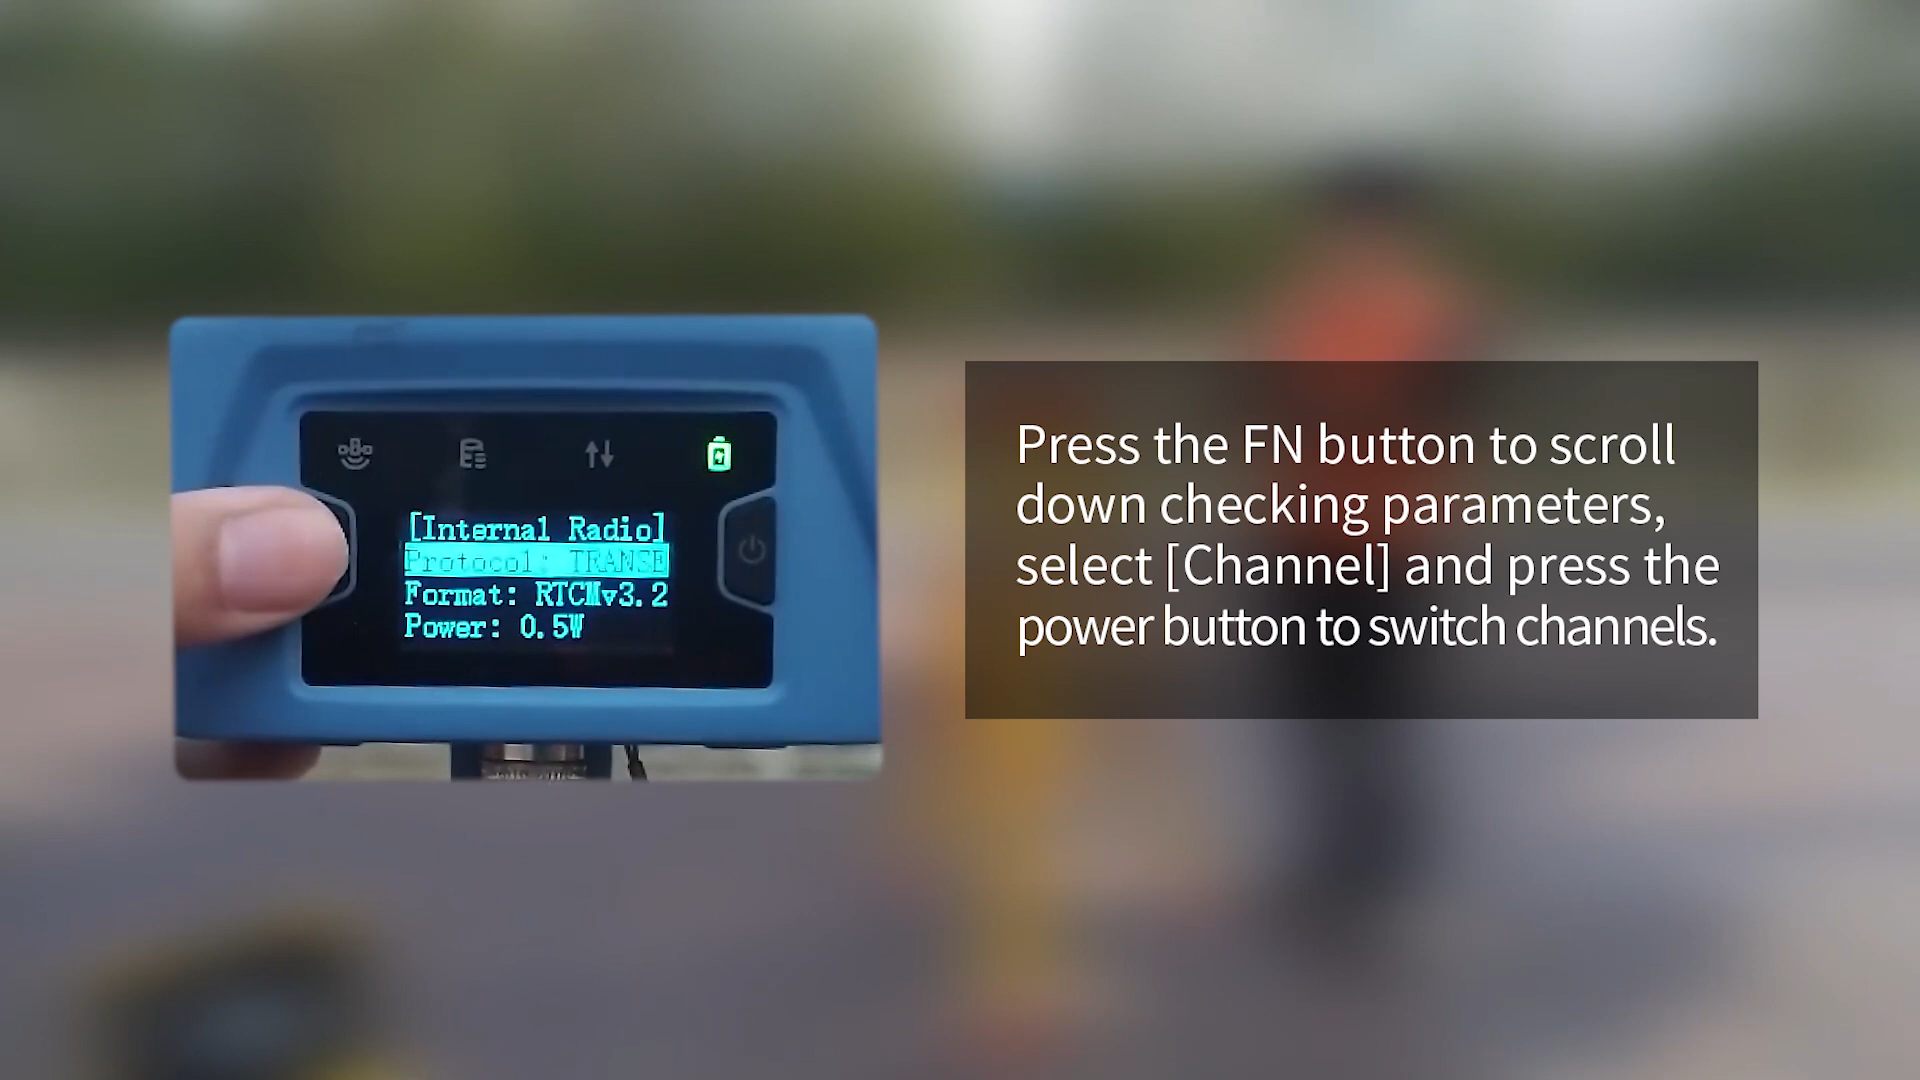 [Internal Radio]
Protocol: TRANSE
Format: RTCMv3.2
Power: 0.5W
Press the FN button to scroll
down checking parameters,
select [Channel] and press the
power button to switch channels.